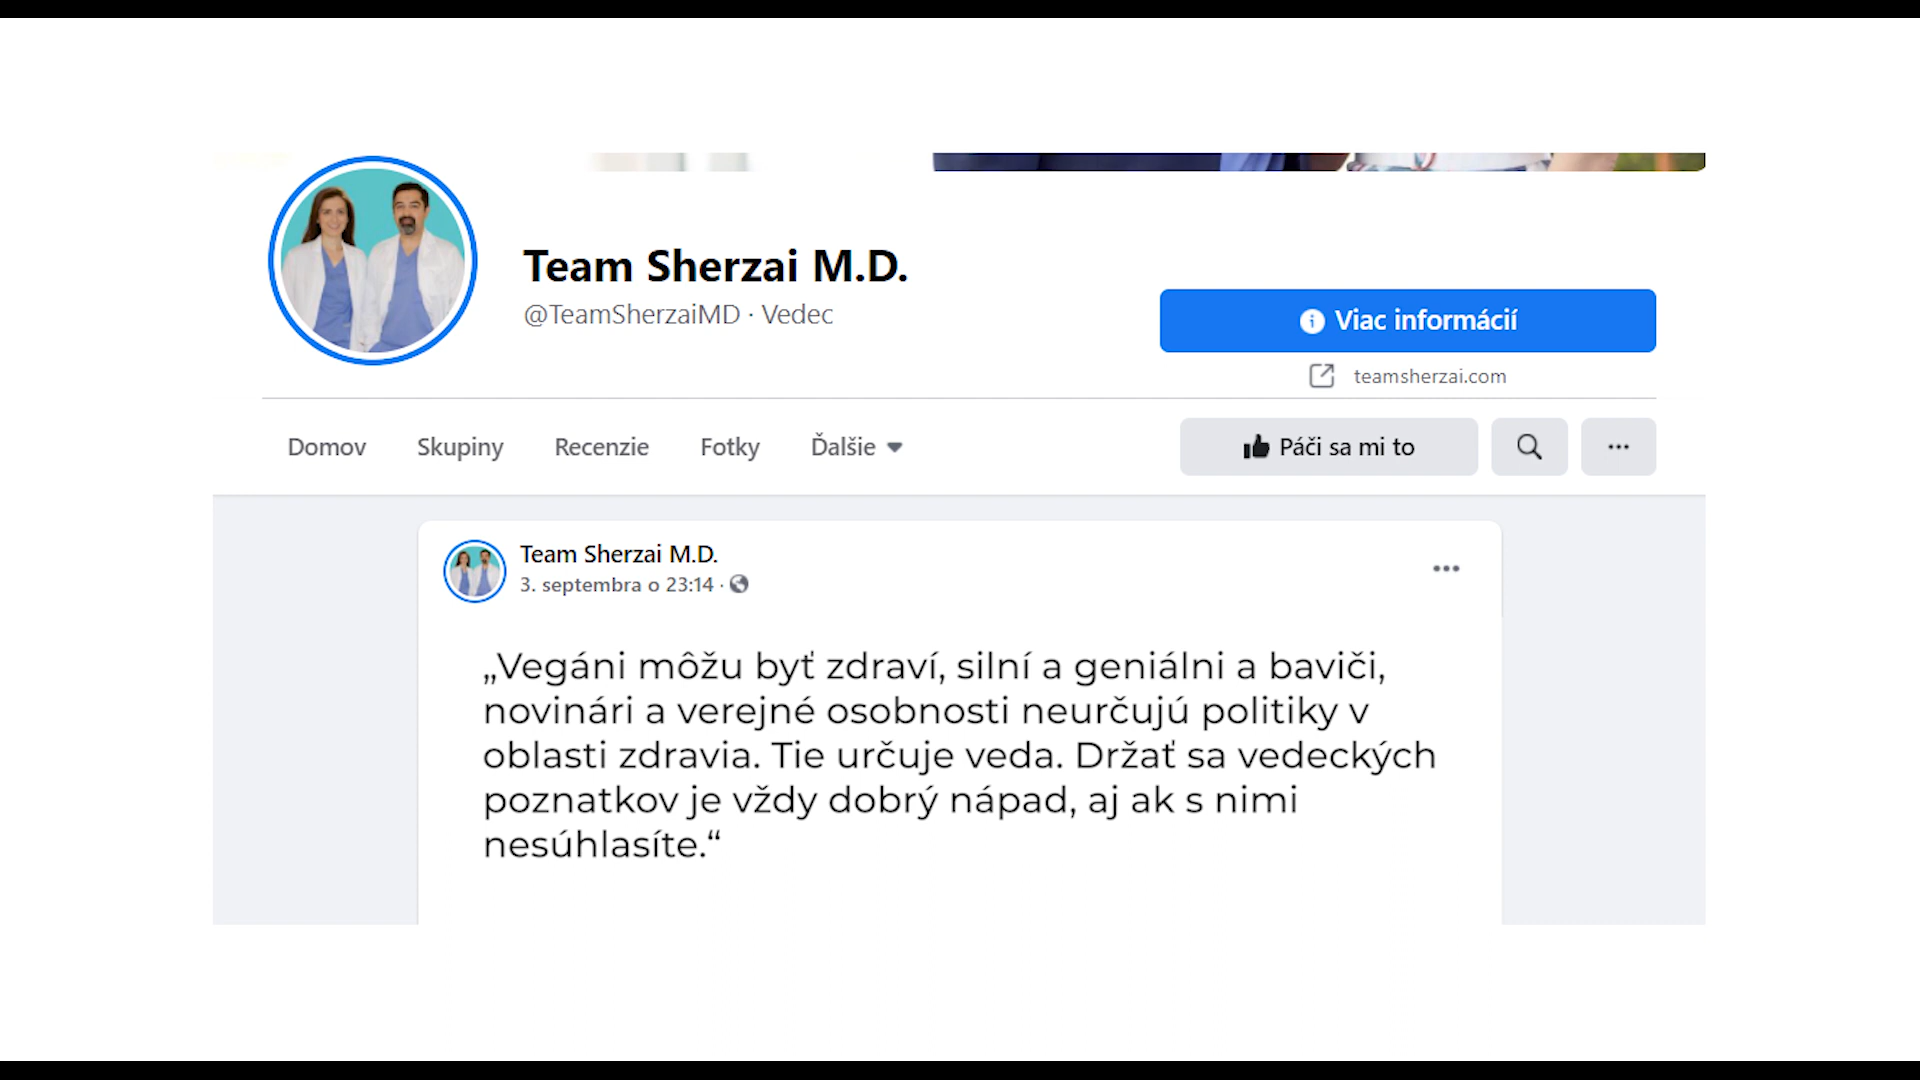 Team Sherzai M.D.
@TeamSherzaiMD · Vedec
Viac informácií
teamsherzai.com
Domov Skupiny Recenzie Fotky Ďalšie
Páči sa mi to
Team Sherzai M.D.
3. septembra o 23:14 ·
„Vegáni môžu byť zdraví, silní a geniálni a baviči,
novinári a verejné osobnosti neurčujú politiky v
oblasti zdravia. Tie určuje veda. Držať sa vedeckých
poznatkov je vždy dobrý nápad, aj ak s nimi
nesúhlasíte.“